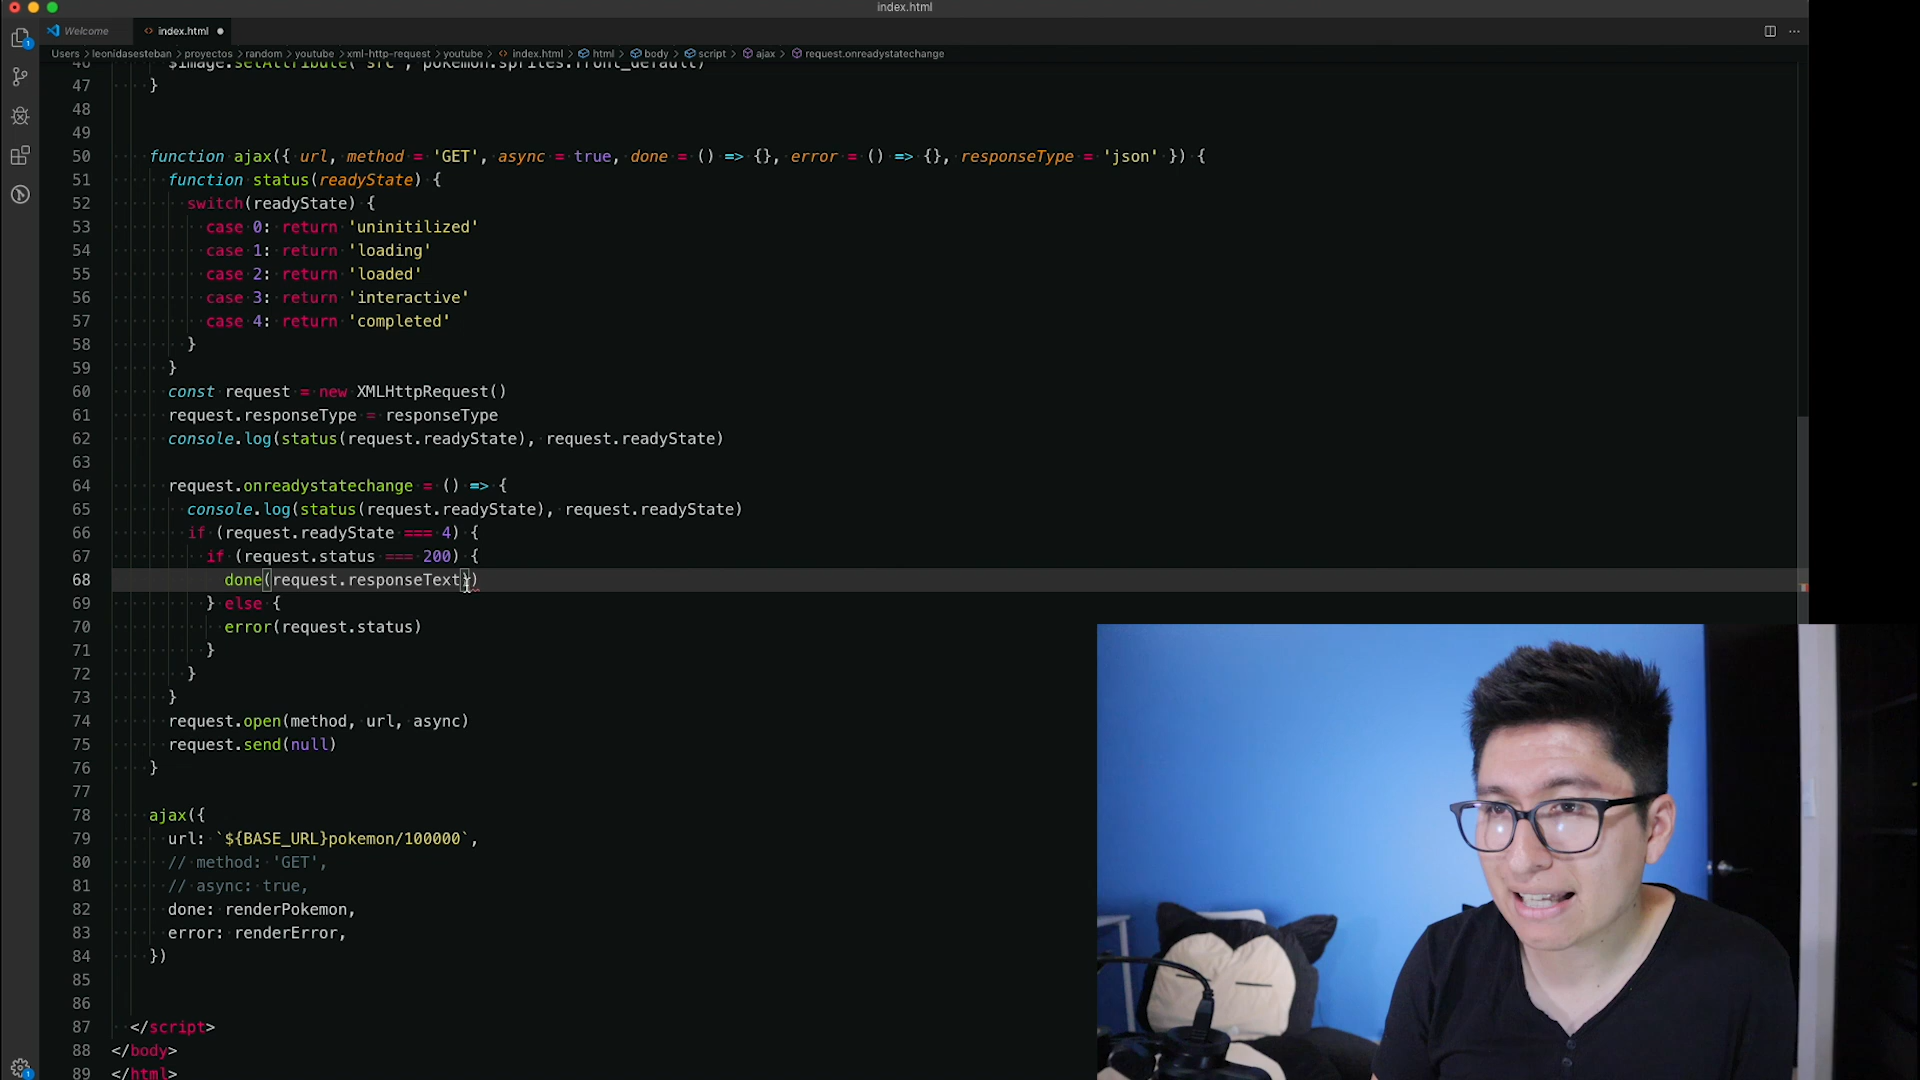 index.html
Welcome
<> index.html ●
Users > leonidasesteban > proyectos > random > youtube > xml-http-request > youtube > <> index.html > html > body > script > ajax > request.onreadystatechange
46 $image.setAttribute('src', pokemon.sprites.front_default)
47 }
48
49
50 function ajax({ url, method = 'GET', async = true, done = () => {}, error = () => {}, responseType = 'json' }) {
51 function status(readyState) {
52 switch(readyState) {
53 case 0: return 'uninitilized'
54 case 1: return 'loading'
55 case 2: return 'loaded'
56 case 3: return 'interactive'
57 case 4: return 'completed'
58 }
59 }
60 const request = new XMLHttpRequest()
61 request.responseType = responseType
62 console.log(status(request.readyState), request.readyState)
63
64 request.onreadystatechange = () => {
65 console.log(status(request.readyState), request.readyState)
66 if (request.readyState === 4) {
67 if (request.status === 200) {
68 done(request.responseText))
69 } else {
70 error(request.status)
71 }
72 }
73 }
74 request.open(method, url, async)
75 request.send(null)
76 }
77
78 ajax({
79 url: `${BASE_URL}pokemon/100000`,
80 // method: 'GET',
81 // async: true,
82 done: renderPokemon,
83 error: renderError,
84 })
85
86
87 </script>
88 </body>
89 </html>